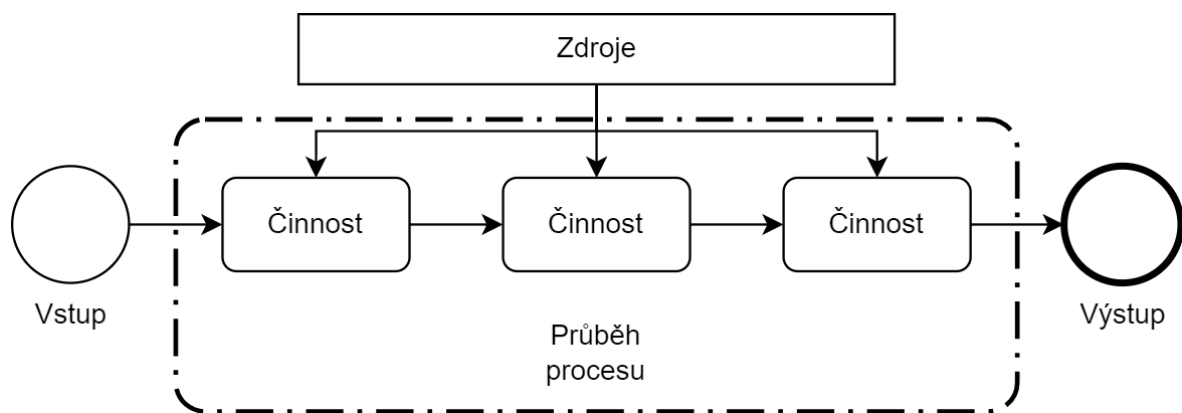 Zdroje
Činnost
Činnost
Činnost
Vstup
Výstup
Průběh
procesu